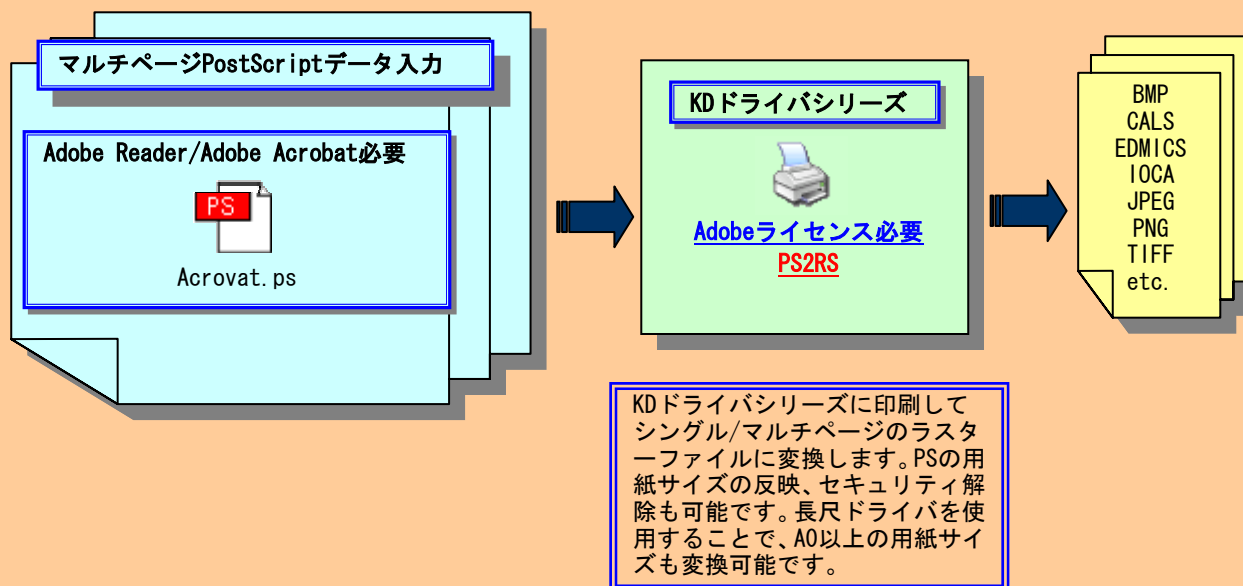 マルチページPostScriptデータ入力
Adobe Reader/Adobe Acrobat必要
PS
Acrovat.ps
KDドライバシリーズ
Adobeライセンス必要
PS2RS
BMP
CALS
EDMICS
IOCA
JPEG
PNG
TIFF
etc.
KDドライバシリーズに印刷して
シングル/マルチページのラスタ
ーファイルに変換します。PSの用
紙サイズの反映、セキュリティ解
除も可能です。長尺ドライバを使
用することで、A0以上の用紙サイ
ズも変換可能です。